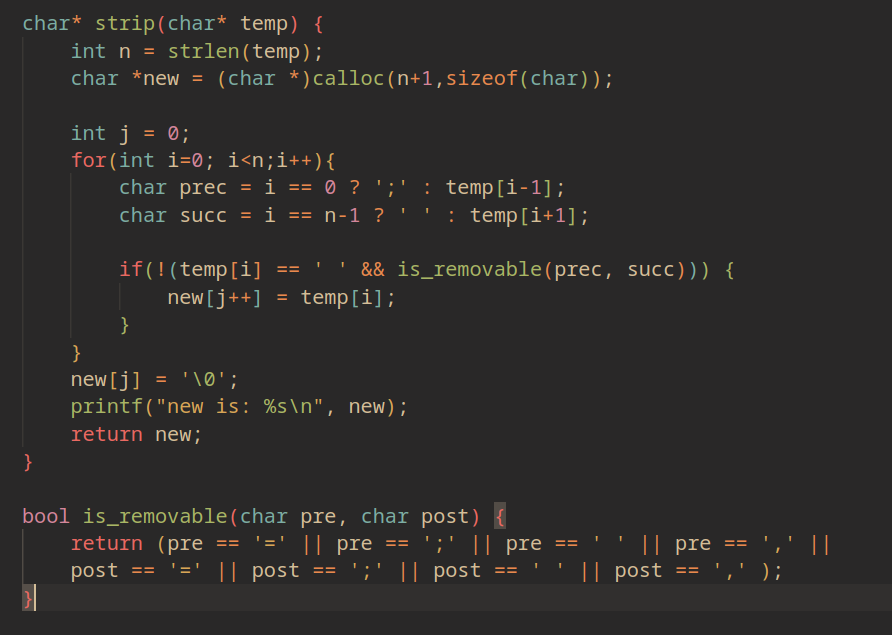 char* strip(char* temp) {
    int n = strlen(temp);
    char *new = (char *)calloc(n+1,sizeof(char));

    int j = 0;
    for(int i=0; i<n;i++){
        char prec = i == 0 ? ';' : temp[i-1];
        char succ = i == n-1 ? ' ' : temp[i+1];

        if(!(temp[i] == ' ' && is_removable(prec, succ))) {
            new[j++] = temp[i];
        }
    }
    new[j] = '\0';
    printf("new is: %s\n", new);
    return new;
}

bool is_removable(char pre, char post) {
    return (pre == '=' || pre == ';' || pre == ' ' || pre == ',' ||
    post == '=' || post == ';' || post == ' ' || post == ',' );
}